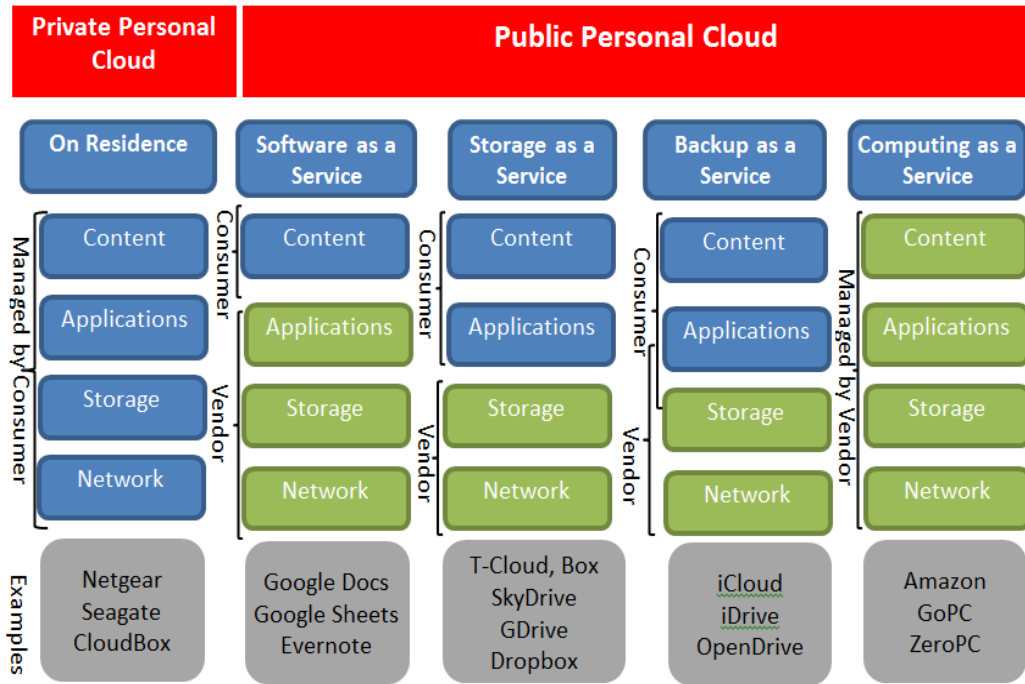 Private Personal
Cloud
Public Personal Cloud
On Residence
Software as a
Service
Storage as a
Service
Backup as a
Service
Computing as a
Service
Managed by Consumer
Content
Applications
Storage
Network
Consumer
Vendor
Content
Applications
Storage
Network
Consumer
Vendor
Content
Applications
Storage
Network
Consumer
Vendor
Content
Applications
Storage
Network
Managed by Vendor
Content
Applications
Storage
Network
Examples
Netgear
Seagate
CloudBox
Google Docs
Google Sheets
Evernote
T-Cloud, Box
SkyDrive
GDrive
Dropbox
iCloud
iDrive
OpenDrive
Amazon
GoPC
ZeroPC